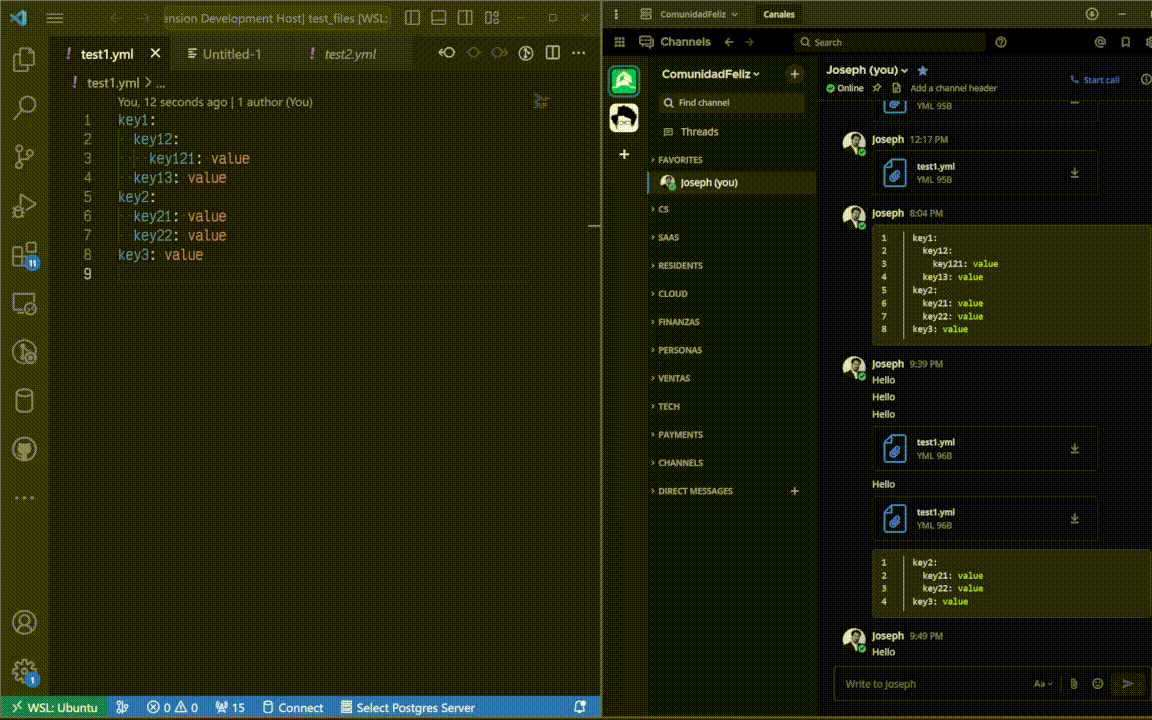 ension Development Host] test_files [WSL:
! test1.yml
Untitled-1
! test2.yml
! test1.yml > ...
You, 12 seconds ago | 1 author (You)
1 key1:
2 key12:
3 key121: value
4 key13: value
5 key2:
6 key21: value
7 key22: value
8 key3: value
9
11
1
WSL: Ubuntu
0
0
15
Connect
Select Postgres Server
ComunidadFeliz
Canales
Channels
Search
ComunidadFeliz
Find channel
Threads
FAVORITES
Joseph (you)
CS
SAAS
RESIDENTS
CLOUD
FINANZAS
PERSONAS
VENTAS
TECH
PAYMENTS
CHANNELS
DIRECT MESSAGES
Joseph (you)
Online
Add a channel header
Start call
YML 95B
Joseph 12:17 PM
test1.yml
YML 95B
Joseph 8:04 PM
1 key1:
2 key12:
3 key121: value
4 key13: value
5 key2:
6 key21: value
7 key22: value
8 key3: value
Joseph 9:39 PM
Hello
Hello
Hello
test1.yml
YML 96B
Hello
test1.yml
YML 96B
1 key2:
2 key21: value
3 key22: value
4 key3: value
Joseph 9:49 PM
Hello
Write to Joseph
Aa